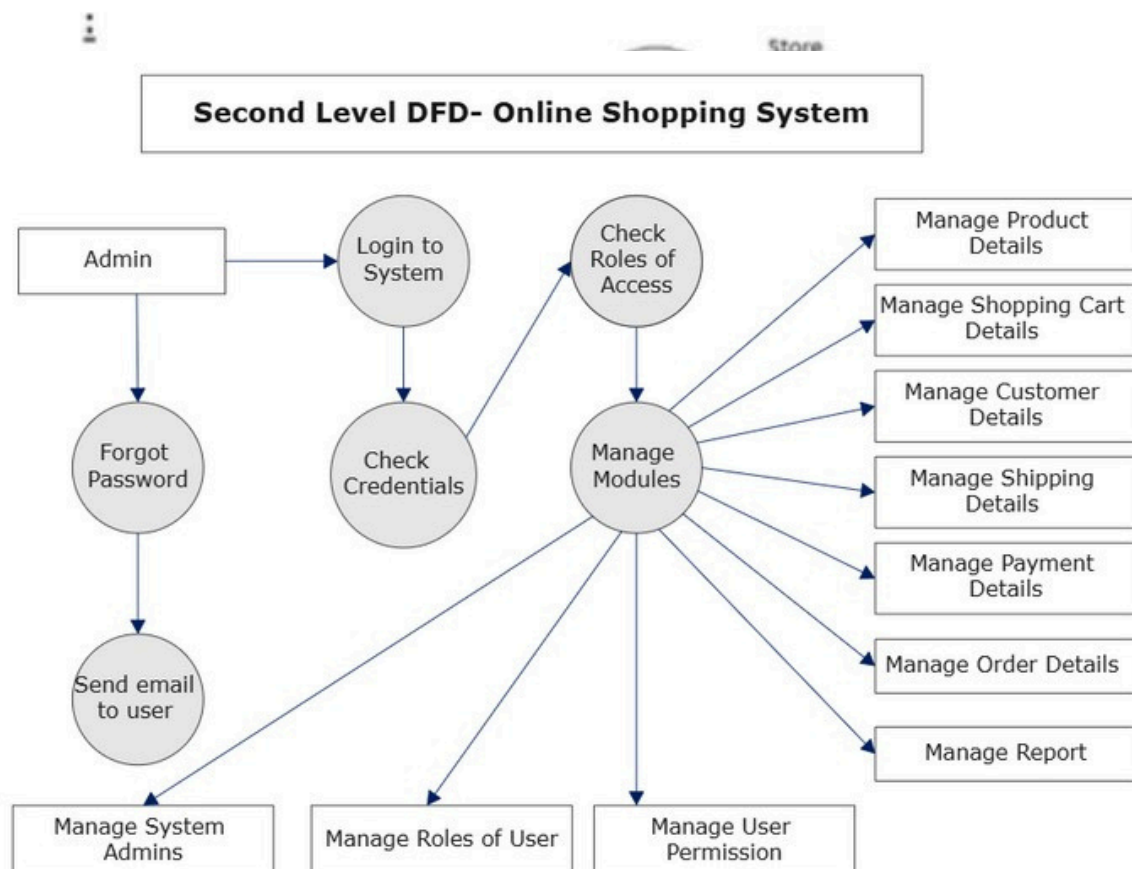 Store
Second Level DFD- Online Shopping System
Admin
Login to
System
Check
Roles of
Access
Manage Product
Details
Manage Shopping Cart
Details
Manage Customer
Details
Forgot
Password
Check
Credentials
Manage
Modules
Manage Shipping
Details
Manage Payment
Details
Send email
to user
Manage Order Details
Manage Report
Manage System
Admins
Manage Roles of User
Manage User
Permission